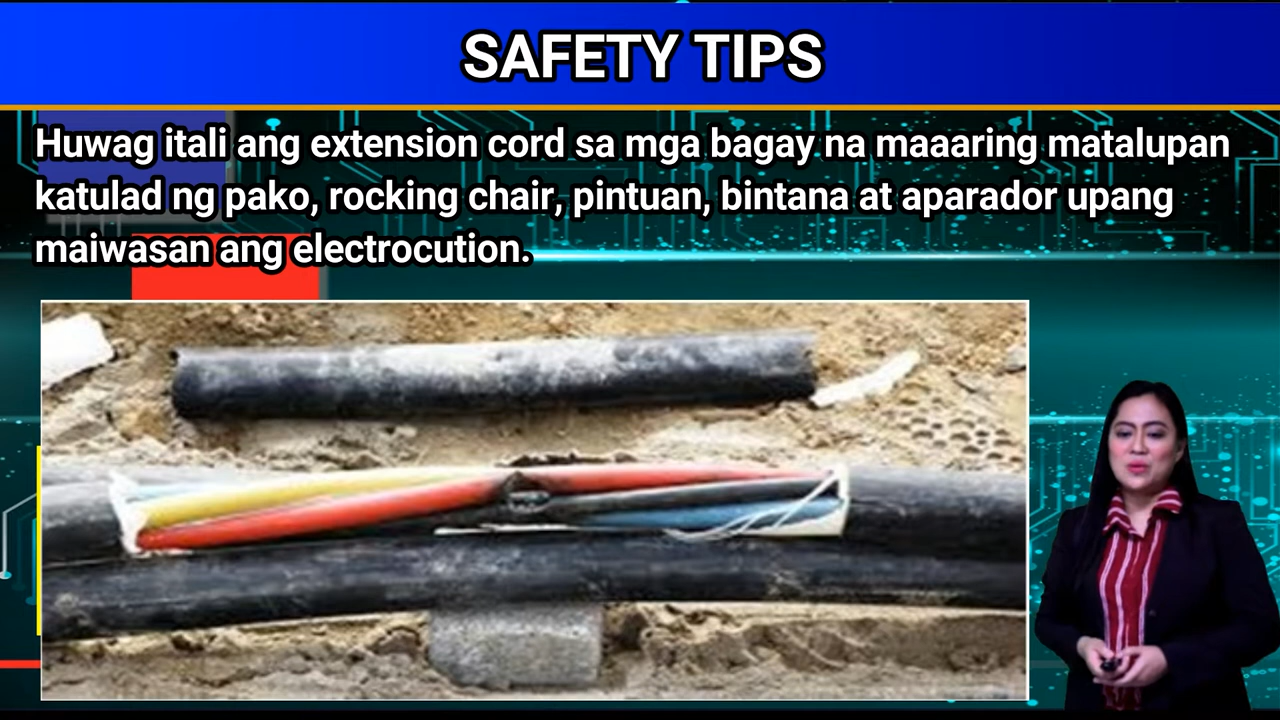 SAFETY TIPS
Huwag itali ang extension cord sa mga bagay na maaaring matalupan
katulad ng pako, rocking chair, pintuan, bintana at aparador upang
maiwasan ang electrocution.